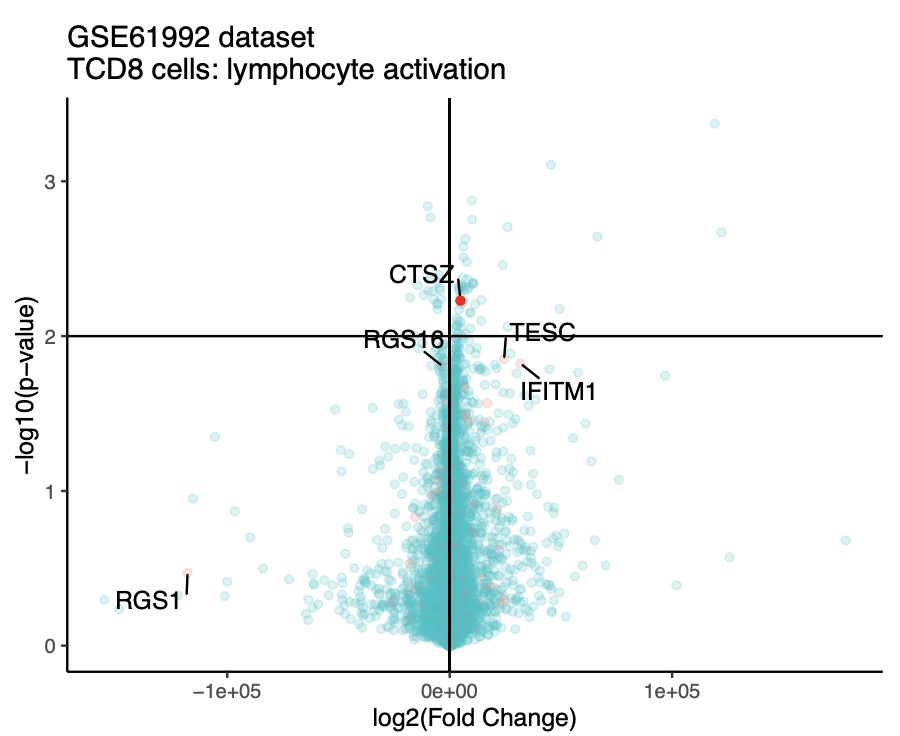 GSE61992 dataset
TCD8 cells: lymphocyte activation
3
CTSZ
2
RGS16
TESC
IFITM1
1
RGS1
0
−log10(p−value)
−1e+05
0e+00
1e+05
log2(Fold Change)